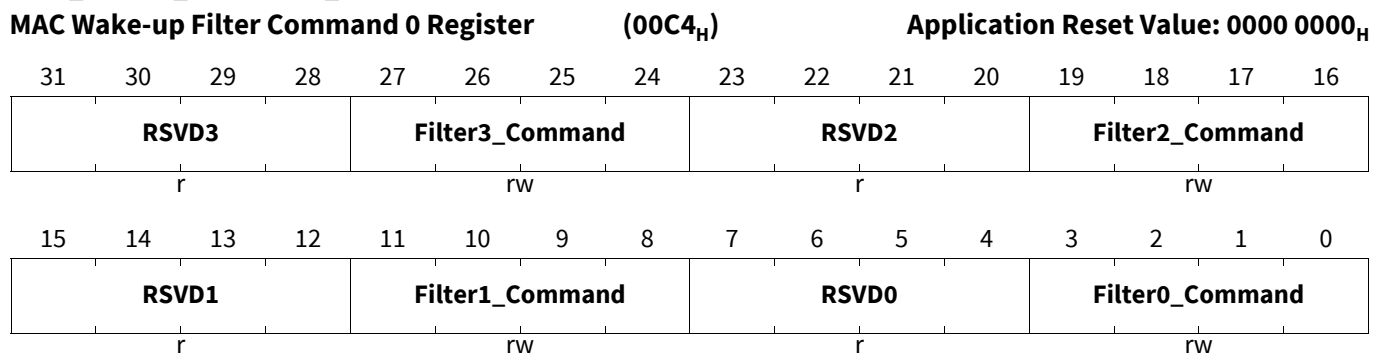 MAC Wake-up Filter Command 0 Register (00C4H) Application Reset Value: 0000 0000H
31 30 29 28 27 26 25 24 23 22 21 20 19 18 17 16
RSVD3 Filter3_Command RSVD2 Filter2_Command
r rw r rw
15 14 13 12 11 10 9 8 7 6 5 4 3 2 1 0
RSVD1 Filter1_Command RSVD0 Filter0_Command
r rw r rw